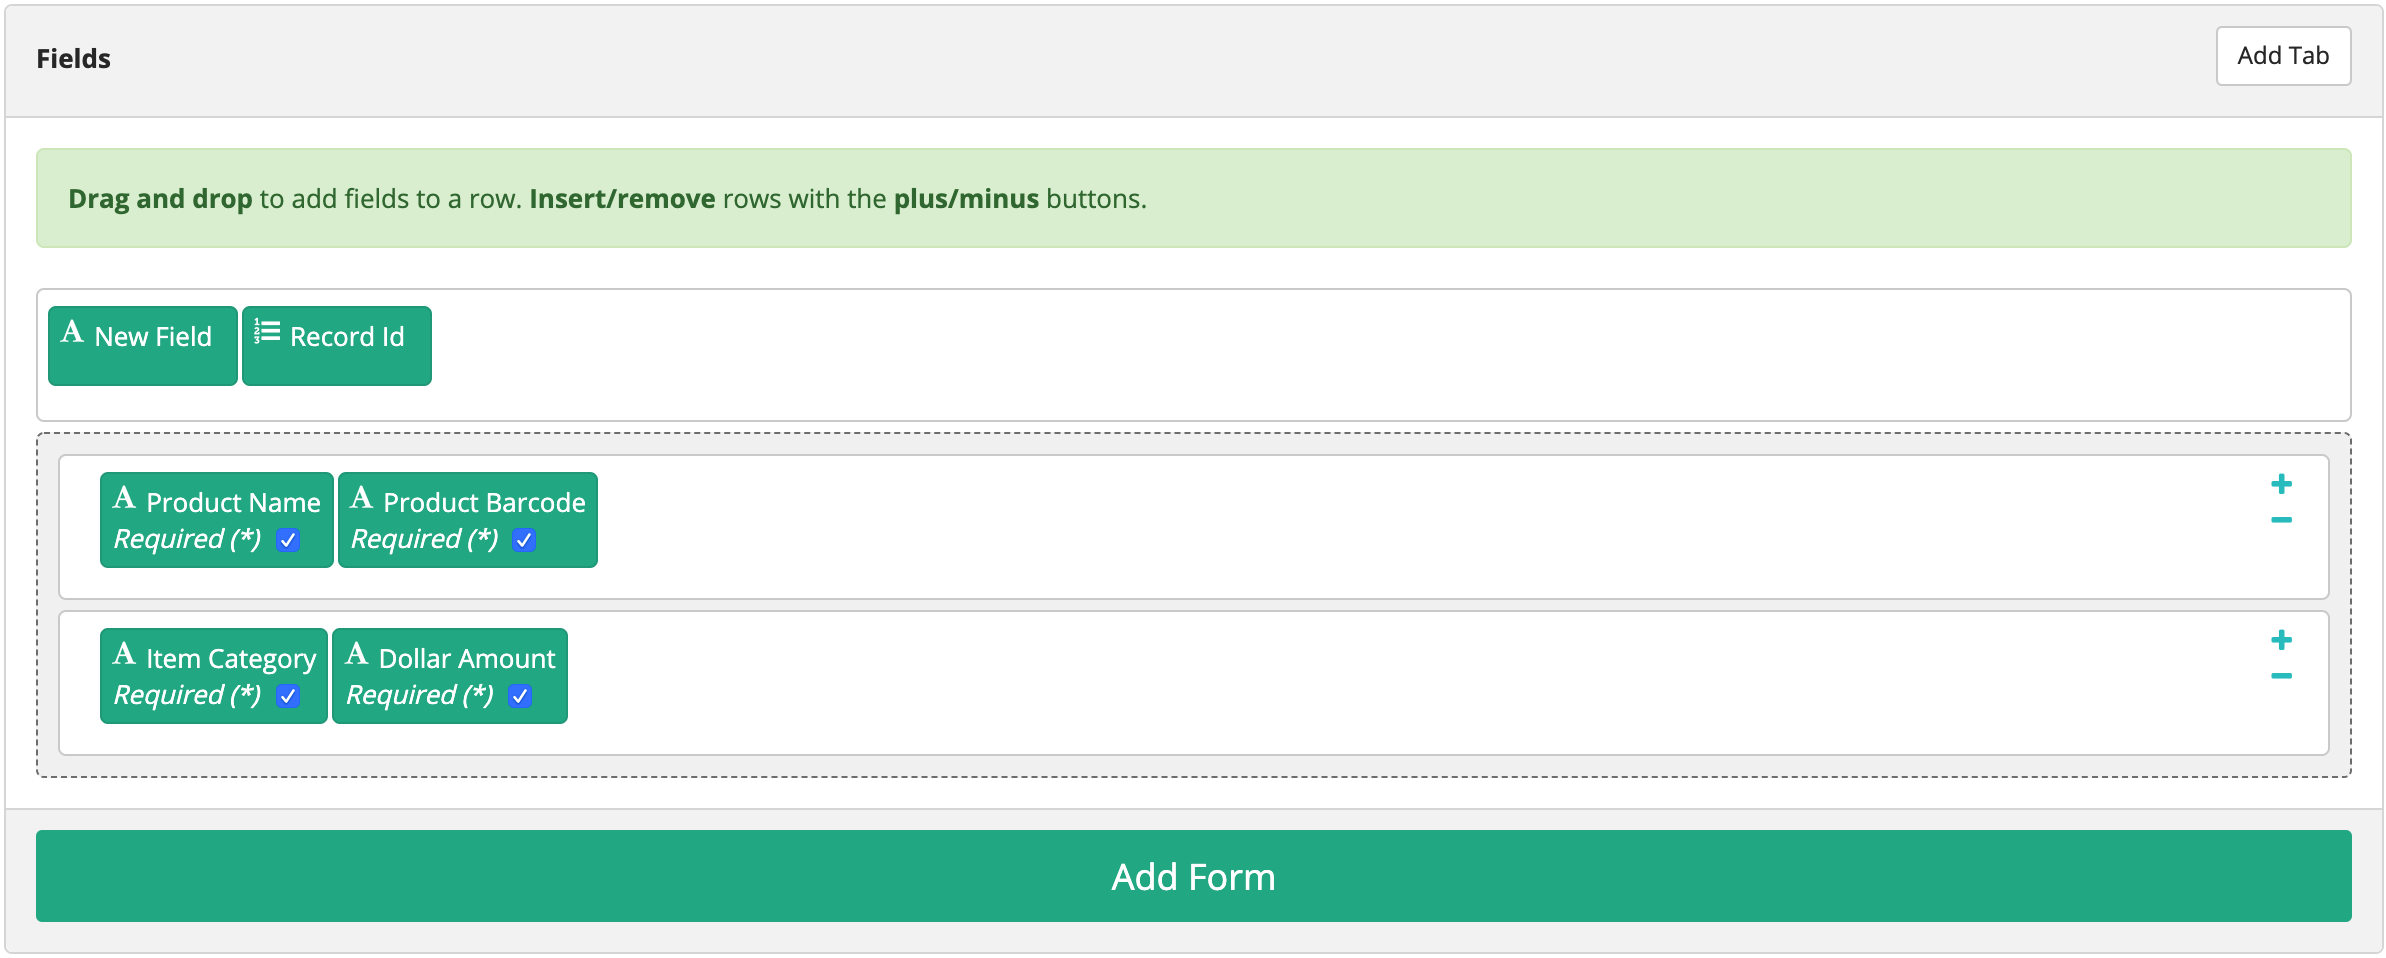 Fields
Add Tab
Drag and drop to add fields to a row. Insert/remove rows with the plus/minus buttons.
A New Field
Record Id
A Product Name
Required (*)
A Product Barcode
Required (*)
A Item Category
Required (*)
A Dollar Amount
Required (*)
Add Form